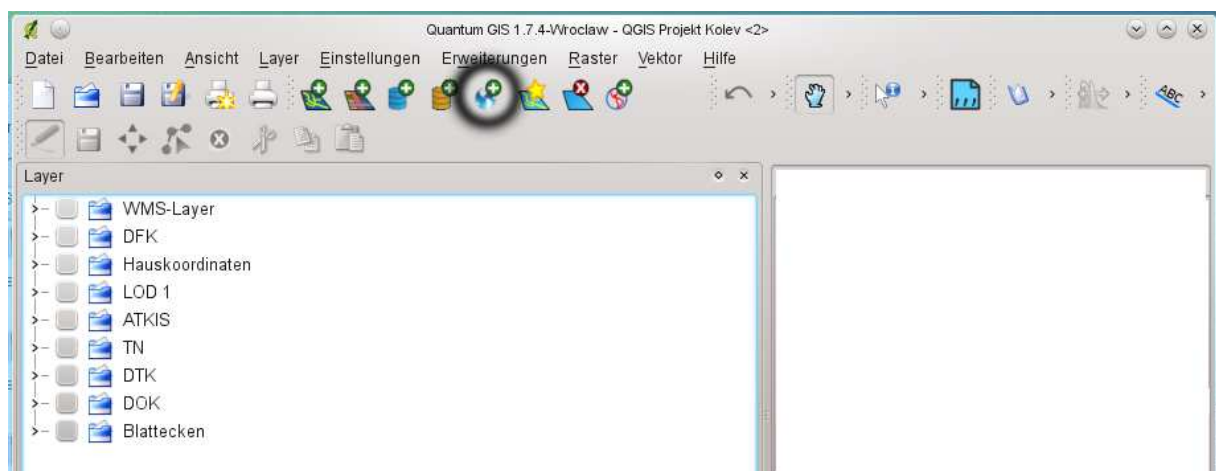 Quantum GIS 1.7.4-Wroclaw - QGIS Projekt Kolev <2>
Datei Bearbeiten Ansicht Layer Einstellungen Erweiterungen Raster Vektor Hilfe
ABC
Layer
WMS-Layer
DFK
Hauskoordinaten
LOD 1
ATKIS
TN
DTK
DOK
Blattecken